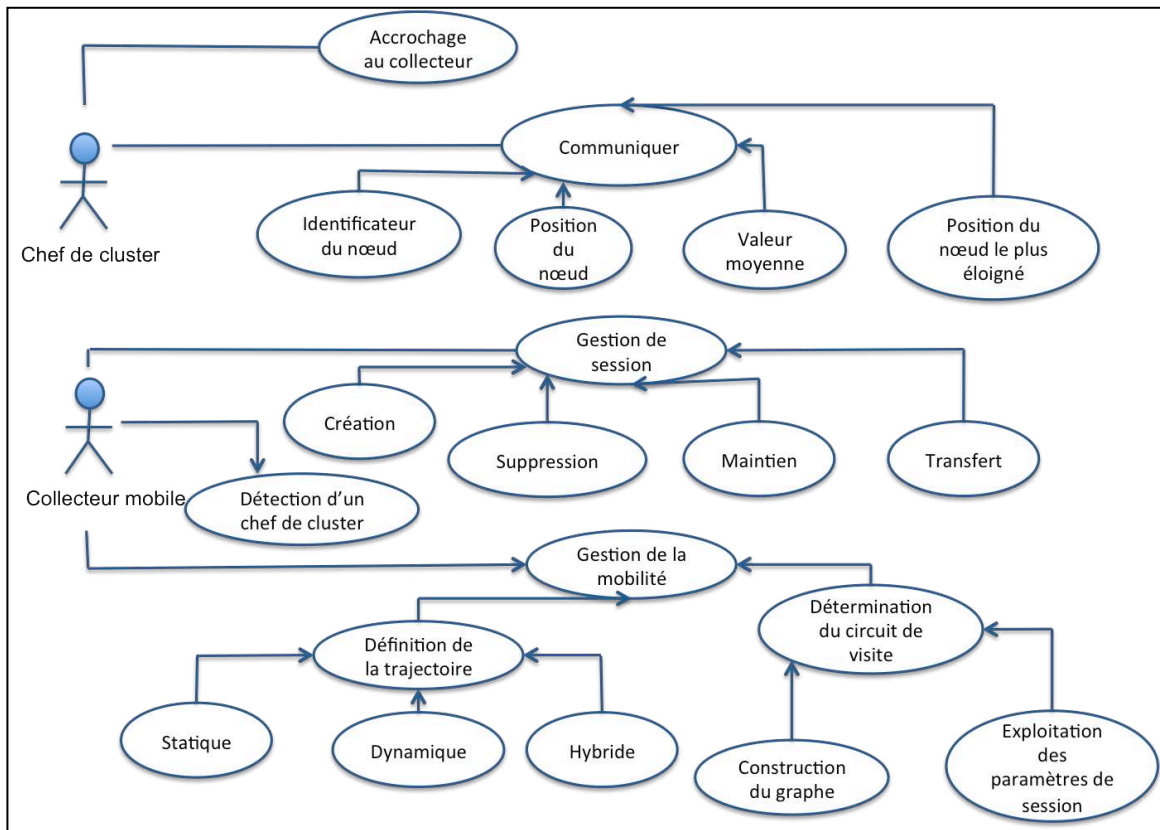 Accrochage
au collecteur
Communiquer
Identificateur
du nœud
Position
du
nœud
Valeur
moyenne
Position du
nœud le plus
éloigné
Chef de cluster
Gestion de
session
Création
Suppression
Maintien
Transfert
Collecteur mobile
Détection d’un
chef de cluster
Gestion de la
mobilité
Définition de
la trajectoire
Détermination
du circuit de
visite
Statique
Dynamique
Hybride
Construction
du graphe
Exploitation
des
paramètres de
session